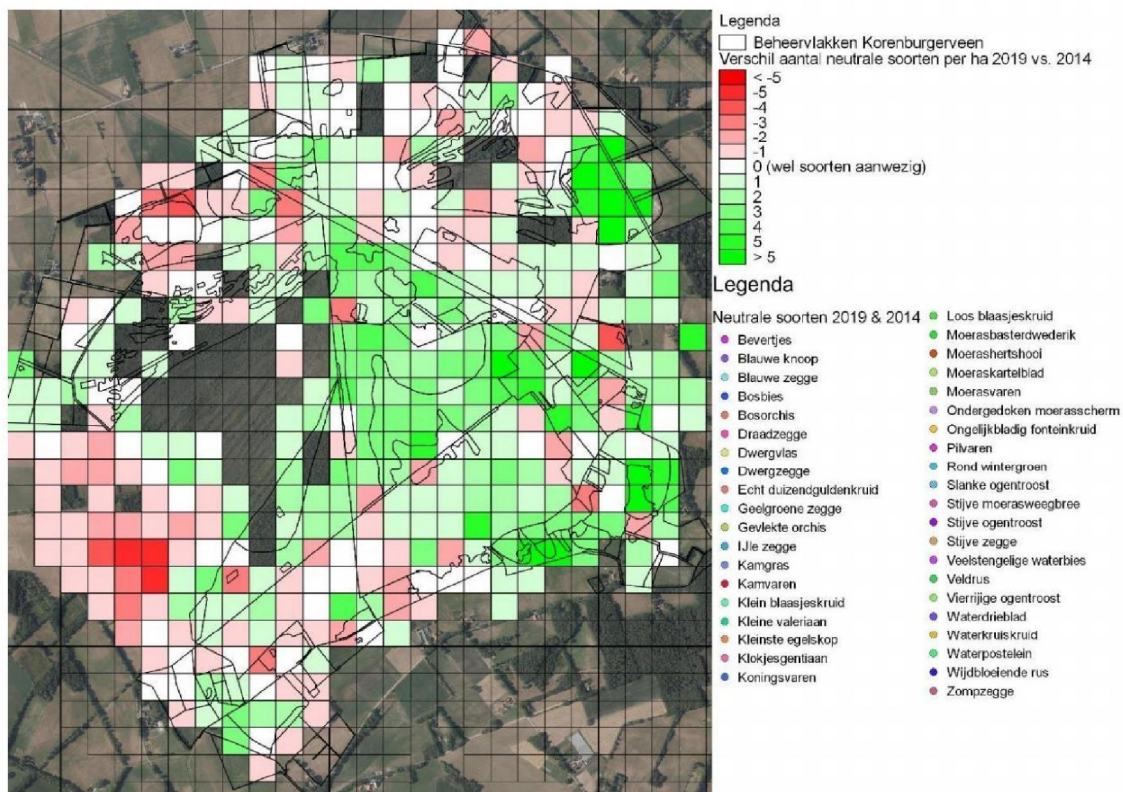 Legenda
Beheervlakken Korenburgerveen
Verschil aantal neutrale soorten per ha 2019 vs. 2014
< -5
-5
-4
-3
-2
-1
0 (wel soorten aanwezig)
1
2
3
4
5
> 5
Legenda
Neutrale soorten 2019 & 2014
Bevertjes
Blauwe knoop
Blauwe zegge
Bosbies
Bosorchis
Draadzegge
Dwergvlas
Dwergzegge
Echt duizendguldenkruid
Geelgroene zegge
Gevlekte orchis
IJle zegge
Kamgras
Kamvaren
Klein blaasjeskruid
Kleine valeriaan
Kleinste egelskop
Klokjesgentiaan
Koningsvaren
Loos blaasjeskruid
Moerasbasterdwederik
Moerashertshooi
Moeraskartelblad
Moerasvaren
Ondergedoken moerasscherm
Ongelijkbladig fonteinkruid
Pilvaren
Rond wintergroen
Slanke ogentroost
Stijve moerasweegbree
Stijve ogentroost
Stijve zegge
Veelstengelige waterbies
Veldrus
Vierrijige ogentroost
Waterdrieblad
Waterkruiskruid
Waterpostelein
Wijdbloeiende rus
Zompzegge